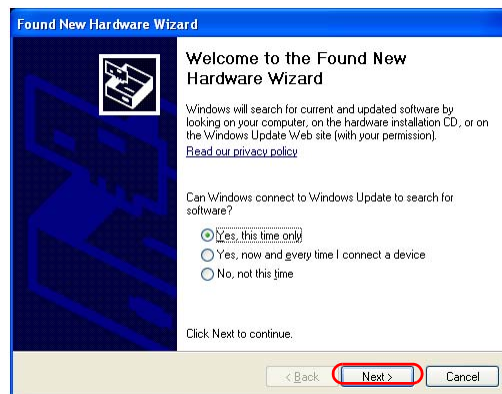 Found New Hardware Wizard
Welcome to the Found New
Hardware Wizard
Windows will search for current and updated software by
looking on your computer, on the hardware installation CD, or on
the Windows Update Web site (with your permission).
Read our privacy policy
Can Windows connect to Windows Update to search for
software?
Yes, this time only
Yes, now and every time I connect a device
No, not this time
Click Next to continue.
< Back
Next >
Cancel